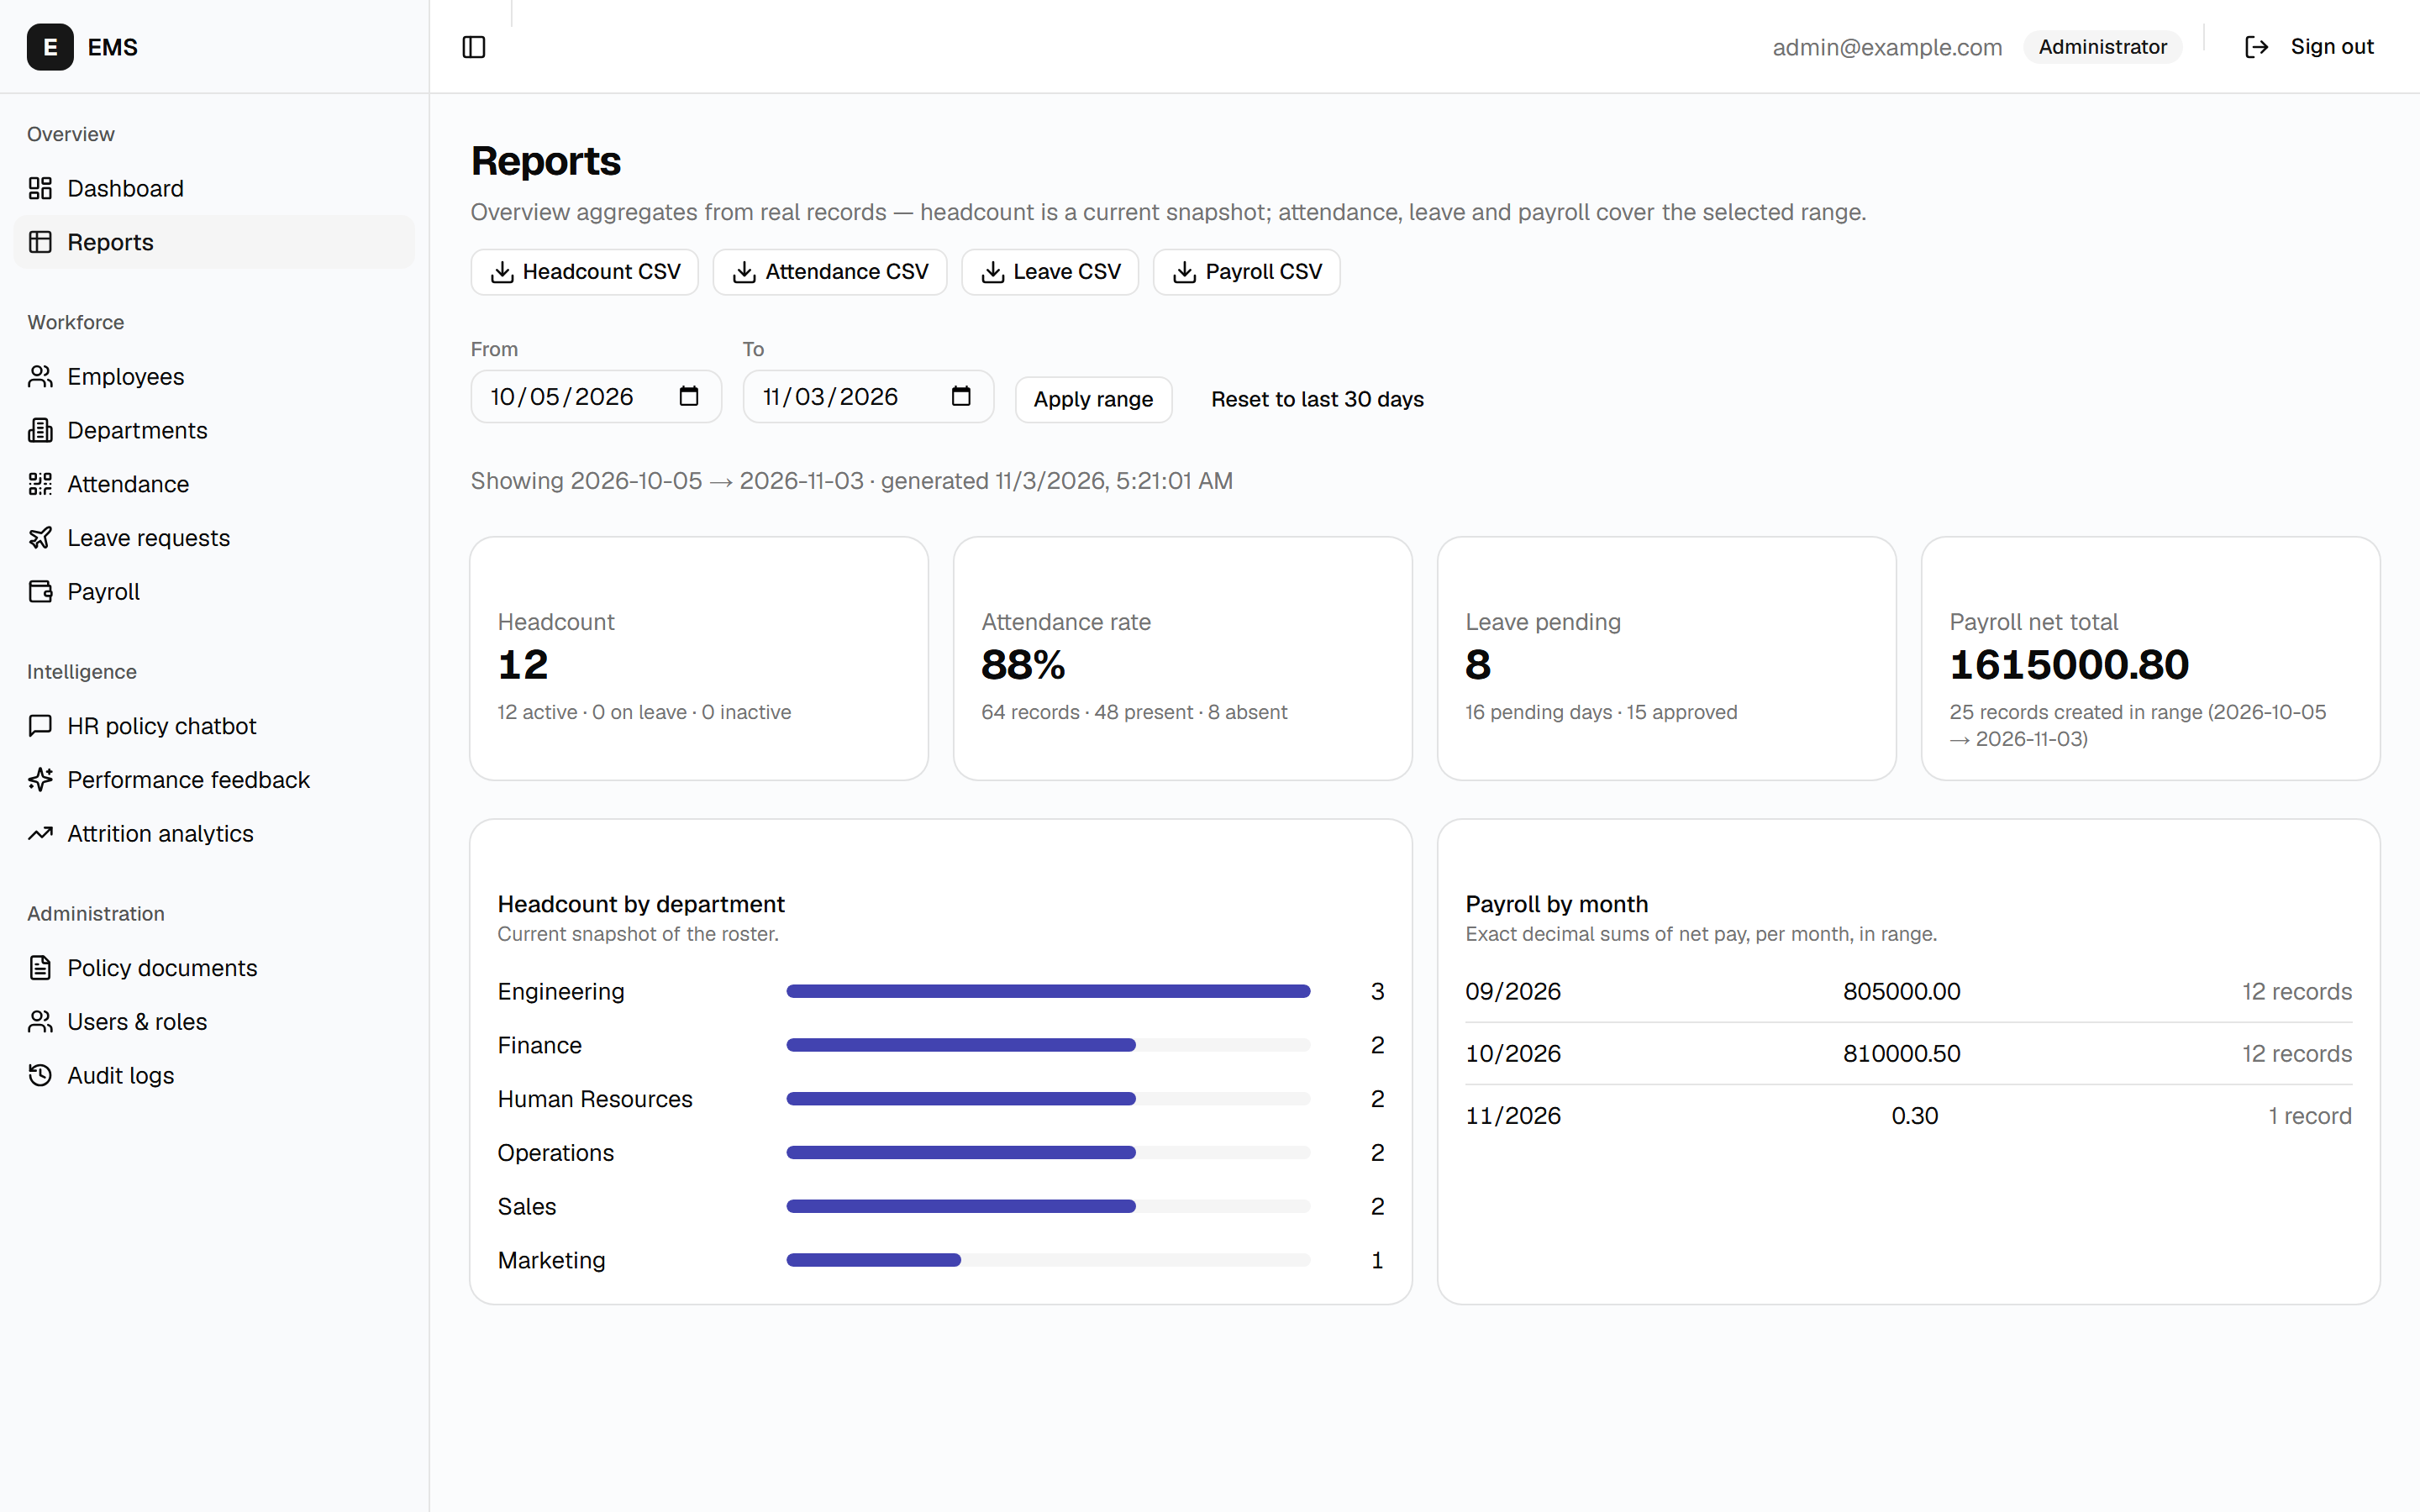 E EMS
admin@example.com Administrator Sign out
Overview
Dashboard
Reports
Workforce
Employees
Departments
Attendance
Leave requests
Payroll
Intelligence
HR policy chatbot
Performance feedback
Attrition analytics
Administration
Policy documents
Users & roles
Audit logs
Reports
Overview aggregates from real records — headcount is a current snapshot; attendance, leave and payroll cover the selected range.
Headcount CSV Attendance CSV Leave CSV Payroll CSV
From To
10/05/2026 11/03/2026 Apply range Reset to last 30 days
Showing 2026-10-05 → 2026-11-03 · generated 11/3/2026, 5:21:01 AM
Headcount
12
12 active · 0 on leave · 0 inactive
Attendance rate
88%
64 records · 48 present · 8 absent
Leave pending
8
16 pending days · 15 approved
Payroll net total
1615000.80
25 records created in range (2026-10-05
→ 2026-11-03)
Headcount by department
Current snapshot of the roster.
Engineering 3
Finance 2
Human Resources 2
Operations 2
Sales 2
Marketing 1
Payroll by month
Exact decimal sums of net pay, per month, in range.
09/2026 805000.00 12 records
10/2026 810000.50 12 records
11/2026 0.30 1 record